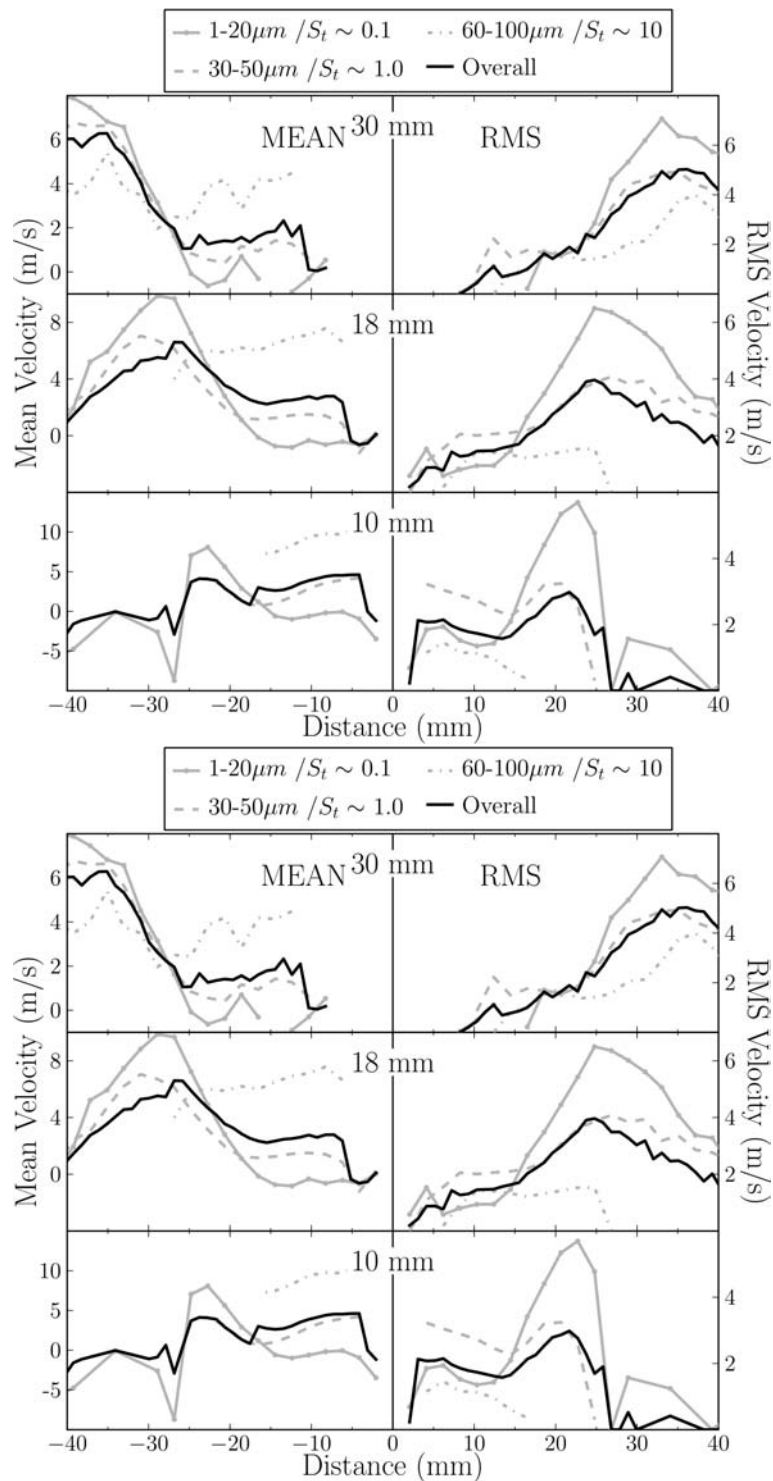 1-20μm /S_t ∼ 0.1 60-100μm /S_t ∼ 10
30-50μm /S_t ∼ 1.0 Overall
MEAN 30 mm RMS
6
4
2
0
6
4
2
18 mm
8
4
0
6
4
2
10 mm
10
5
0
-5
4
2
Mean Velocity (m/s)
RMS Velocity (m/s)
−40 −30 −20 −10 0 10 20 30 40
Distance (mm)
1-20μm /S_t ∼ 0.1 60-100μm /S_t ∼ 10
30-50μm /S_t ∼ 1.0 Overall
MEAN 30 mm RMS
6
4
2
0
6
4
2
18 mm
8
4
0
6
4
2
10 mm
10
5
0
-5
4
2
Mean Velocity (m/s)
RMS Velocity (m/s)
−40 −30 −20 −10 0 10 20 30 40
Distance (mm)